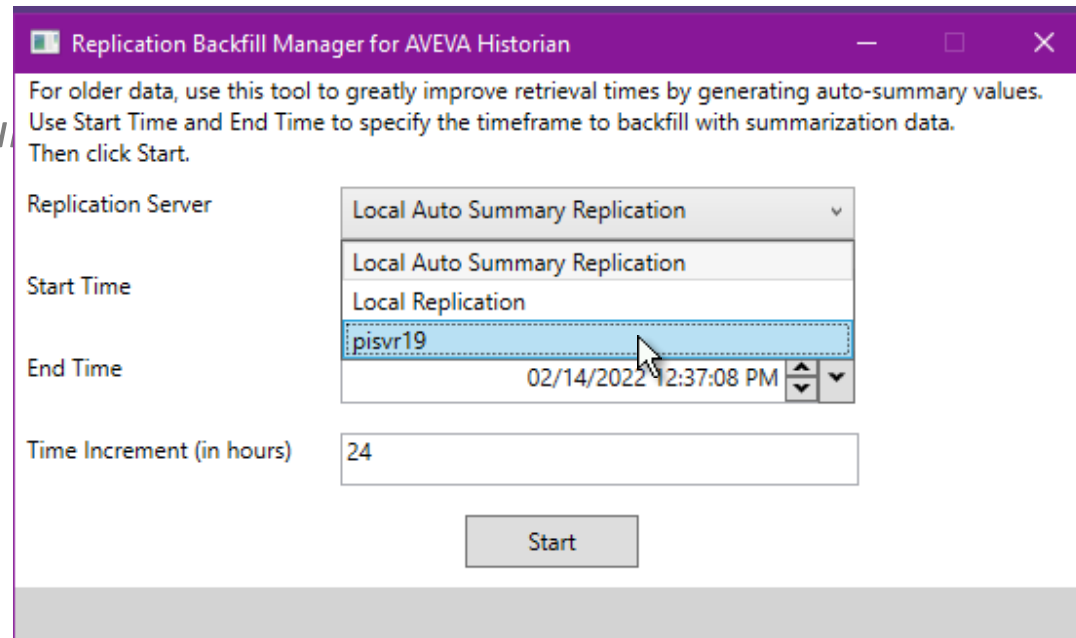 Replication Backfill Manager for AVEVA Historian
For older data, use this tool to greatly improve retrieval times by generating auto-summary values.
Use Start Time and End Time to specify the timeframe to backfill with summarization data.
Then click Start.
Replication Server
Local Auto Summary Replication
Local Auto Summary Replication
Start Time
Local Replication
pisvr19
End Time
02/14/2022 12:37:08 PM
Time Increment (in hours)
24
Start